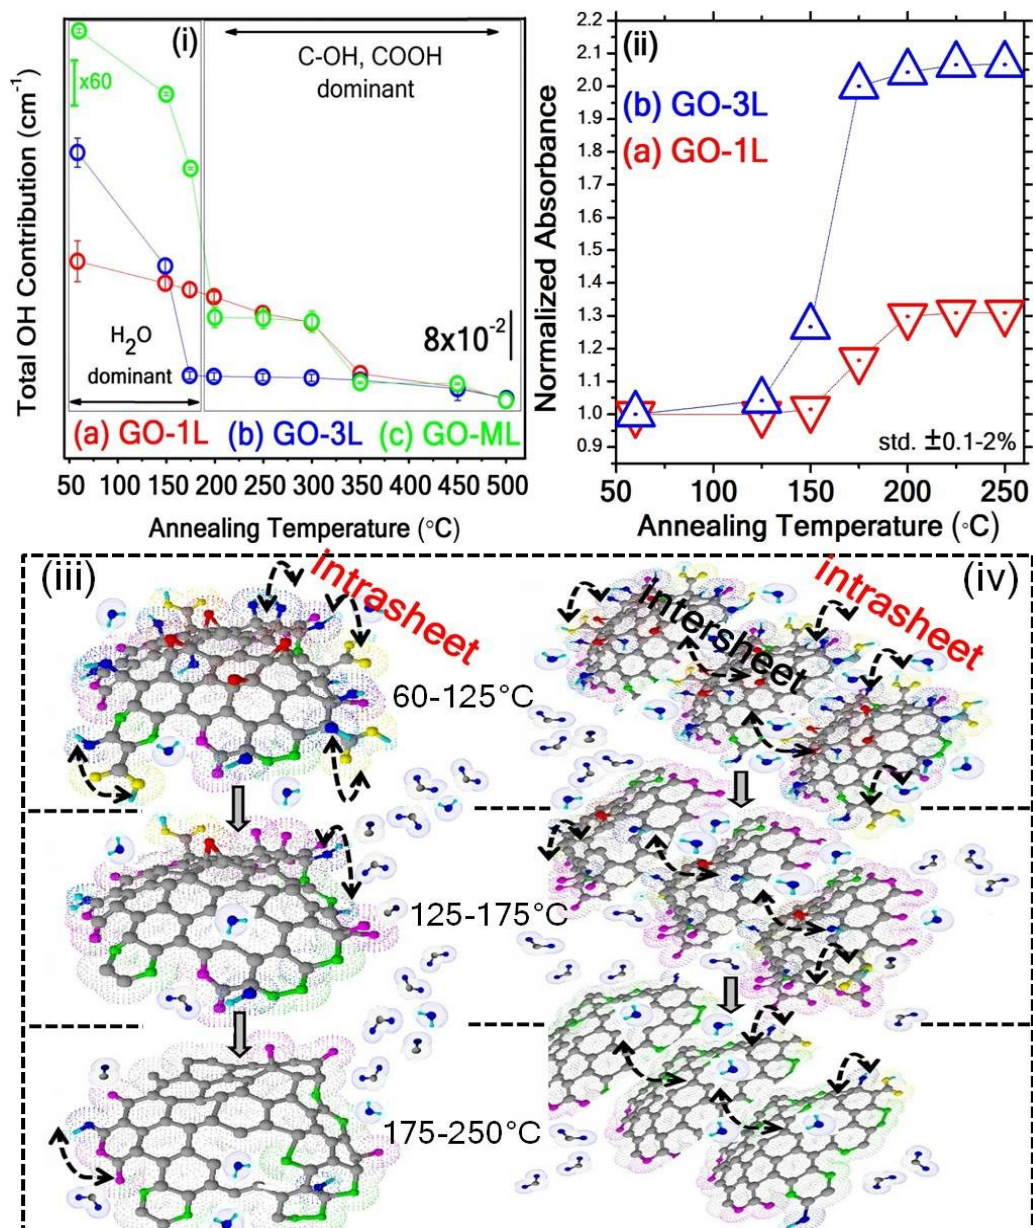 (i)
C-OH, COOH
dominant
x60
Total OH Contribution (cm-1)
H2O
dominant
8x10-2
(a) GO-1L (b) GO-3L (c) GO-ML
50 100 150 200 250 300 350 400 450 500
Annealing Temperature (°C)
(ii)
2.2
2.1
2.0
1.9
1.8
1.7
1.6
1.5
1.4
1.3
1.2
1.1
1.0
0.9
Normalized Absorbance
(b) GO-3L
(a) GO-1L
std. ±0.1-2%
50 100 150 200 250
Annealing Temperature (°C)
(iii)
intrasheet
60-125°C
125-175°C
175-250°C
(iv)
intrasheet
intersheet